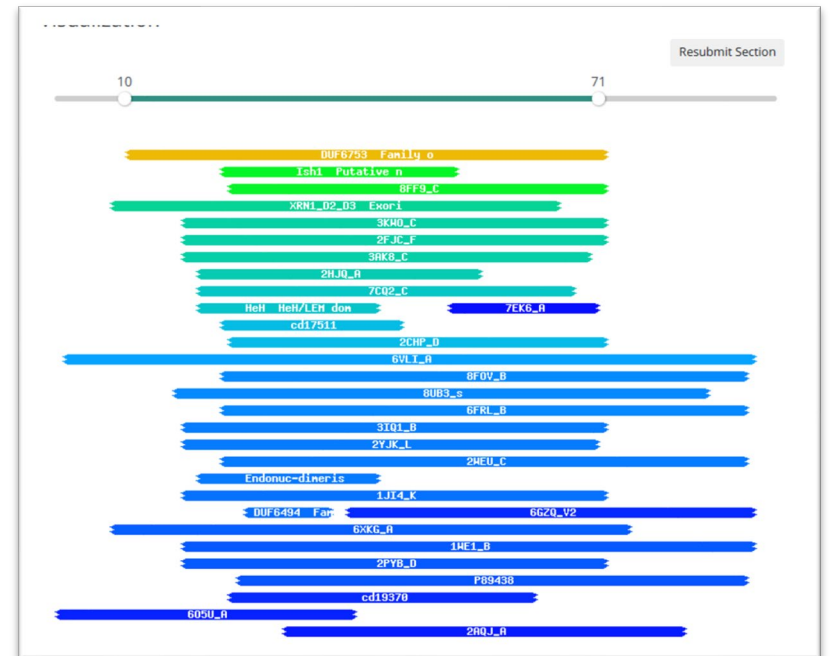 Resubmit Section
10 71
DUF6753 Family o
Ish1 Putative n
8FF9_C
XRN1_D2_D3 Exori
3KWO_C
2FJC_F
3AK8_C
2HJQ_A
7CQ2_C
HeH HeH/LEM dom 7EK6_A
cd17511
2CHP_D
6VLI_A
8FOV_B
8UB3_s
6FRL_B
3IQ1_B
2YJK_L
2WEU_C
Endonuc-dimeris
1JI4_K
DUF6494 Fam 6GZQ_V2
6XKG_A
1WE1_B
2PYB_D
P89438
cd19370
6O5U_A
2AQJ_A